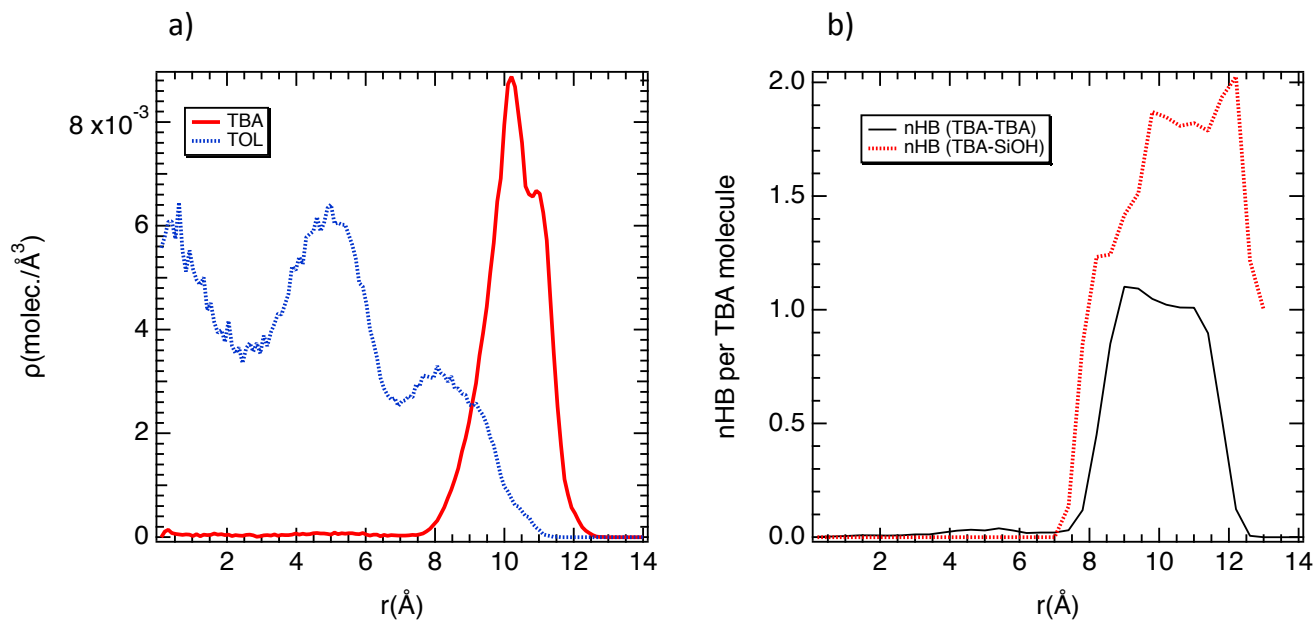 a)
8 x10⁻³
6
4
2
0
2 4 6 8 10 12 14
ρ(molec./Å³)
r(Å)
TBA
TOL
b)
2.0
1.5
1.0
0.5
0.0
2 4 6 8 10 12 14
nHB per TBA molecule
r(Å)
nHB (TBA-TBA)
nHB (TBA-SiOH)